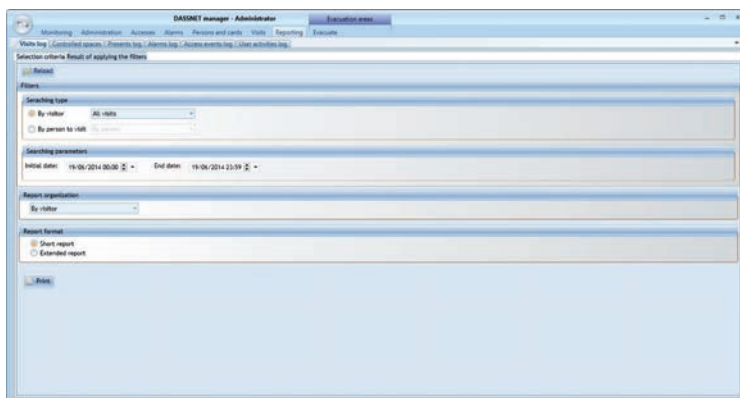 DASSNET manager - Administrator Evacuation areas
Monitoring Administration Accesses Alarms Persons and cards Visits Reporting Evacuate
Visits log Controlled spaces Presents log Alarms log Access events log User activities log
Selection criteria Result of applying the filters
Reload
Filters
Seraching type
By visitor All visits
By person to visit By person
Searching parameters
Initial date: 19/06/2014 00:00 End date: 19/06/2014 23:59
Report organization
By visitor
Report format
Short report
Extended report
Print